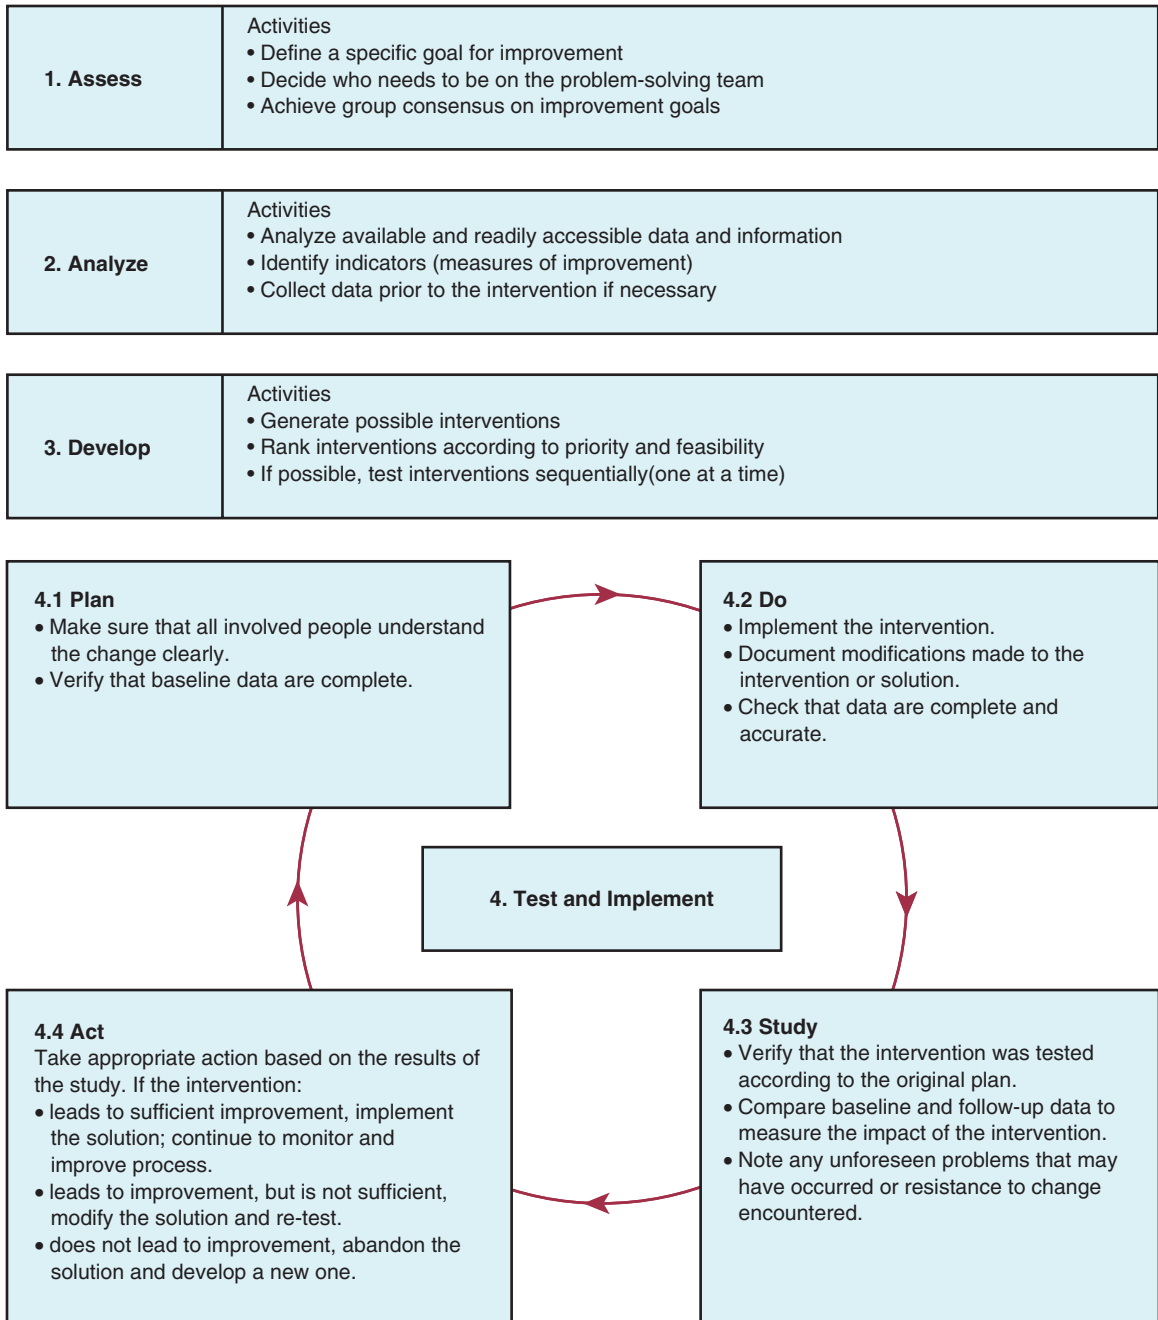 1. Assess
Activities
• Define a specific goal for improvement
• Decide who needs to be on the problem-solving team
• Achieve group consensus on improvement goals
2. Analyze
Activities
• Analyze available and readily accessible data and information
• Identify indicators (measures of improvement)
• Collect data prior to the intervention if necessary
3. Develop
Activities
• Generate possible interventions
• Rank interventions according to priority and feasibility
• If possible, test interventions sequentially(one at a time)
4.1 Plan
• Make sure that all involved people understand
the change clearly.
• Verify that baseline data are complete.
4.2 Do
• Implement the intervention.
• Document modifications made to the
intervention or solution.
• Check that data are complete and
accurate.
4. Test and Implement
4.4 Act
Take appropriate action based on the results of
the study. If the intervention:
• leads to sufficient improvement, implement
the solution; continue to monitor and
improve process.
• leads to improvement, but is not sufficient,
modify the solution and re-test.
• does not lead to improvement, abandon the
solution and develop a new one.
4.3 Study
• Verify that the intervention was tested
according to the original plan.
• Compare baseline and follow-up data to
measure the impact of the intervention.
• Note any unforeseen problems that may
have occurred or resistance to change
encountered.